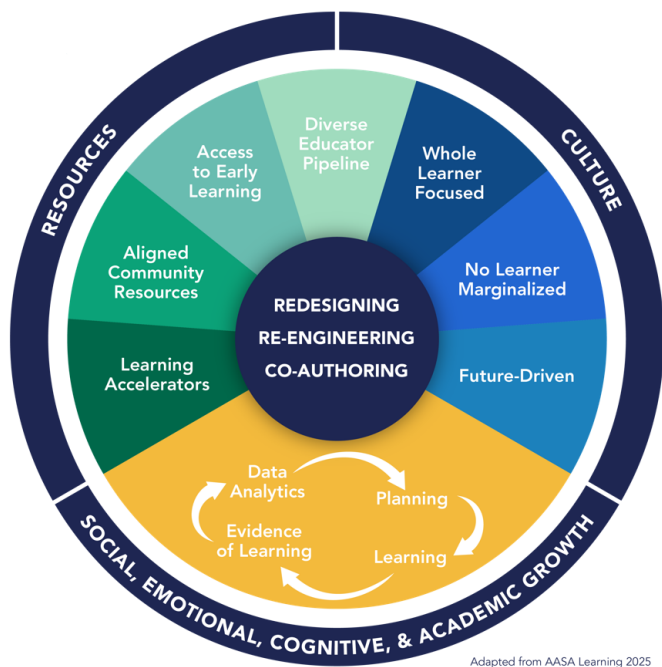 RESOURCES
CULTURE
SOCIAL, EMOTIONAL, COGNITIVE, & ACADEMIC GROWTH
Diverse
Educator
Pipeline
Access
to Early
Learning
Whole
Learner
Focused
Aligned
Community
Resources
No Learner
Marginalized
Learning
Accelerators
Future-Driven
REDESIGNING
RE-ENGINEERING
CO-AUTHORING
Data
Analytics
Planning
Learning
Evidence
of Learning
Adapted from AASA Learning 2025